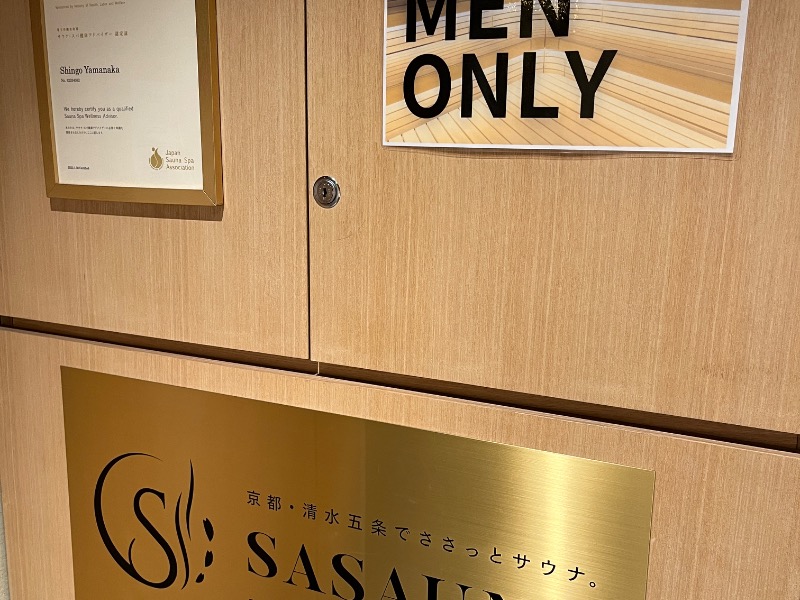 Shingo Yamanaka
We hereby certify you as a qualified
Sauna Spa Wellness Advisor.
Japan
Sauna Spa
Association
MEN
ONLY
S
京都・清水五条でささっとサウナ。
SASAUN